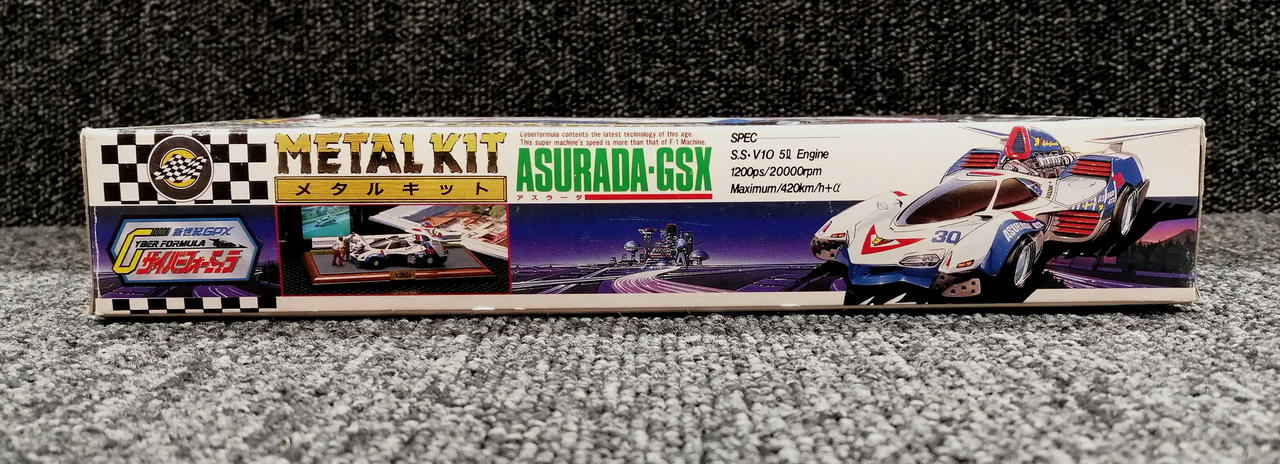 METAL KIT
メタルキット
Cyberformula contents the latest technology of this age.
This super machine's speed is more than that of F-1 Machine.
ASURADA-GSX
アスラーダ
SPEC
S.S・V10 5ℓ Engine
1200ps/20000rpm
Maximum/420km/h+α
新世紀GPX
CYBER FORMULA
サイバーフォーミュラ
30
ASURADA